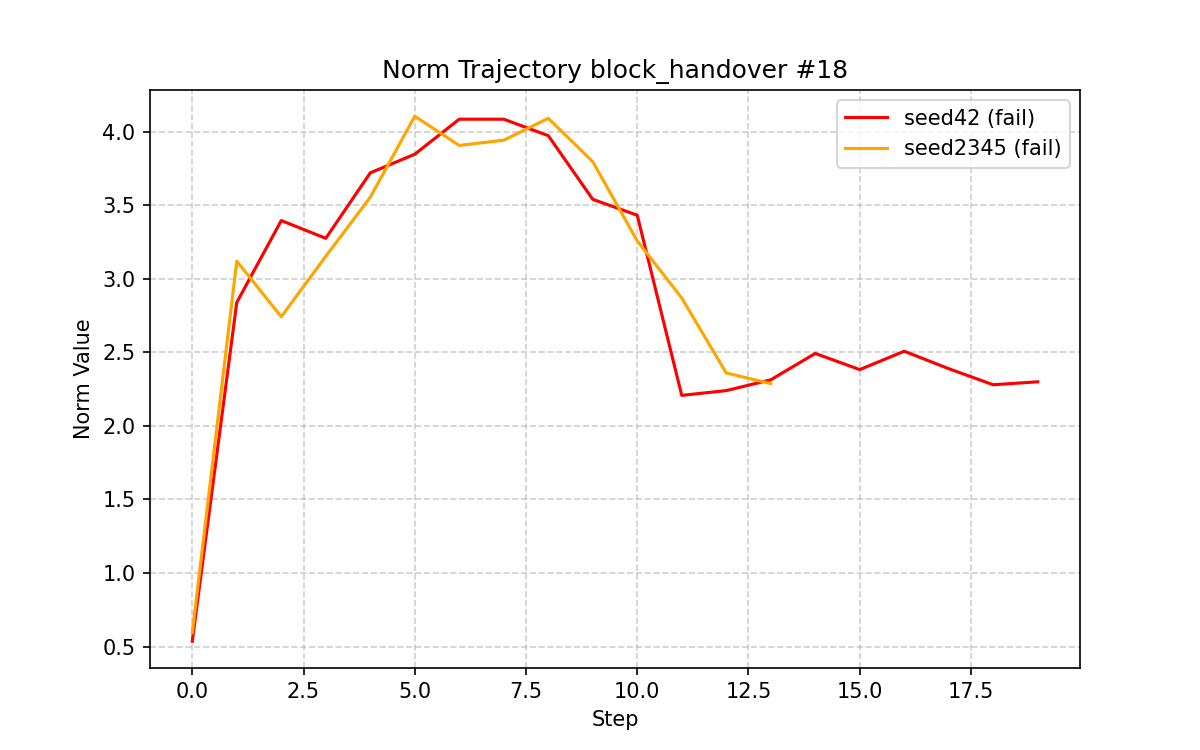 Norm Trajectory block_handover #18
seed42 (fail)
seed2345 (fail)
Norm Value
4.0
3.5
3.0
2.5
2.0
1.5
1.0
0.5
0.0 2.5 5.0 7.5 10.0 12.5 15.0 17.5
Step